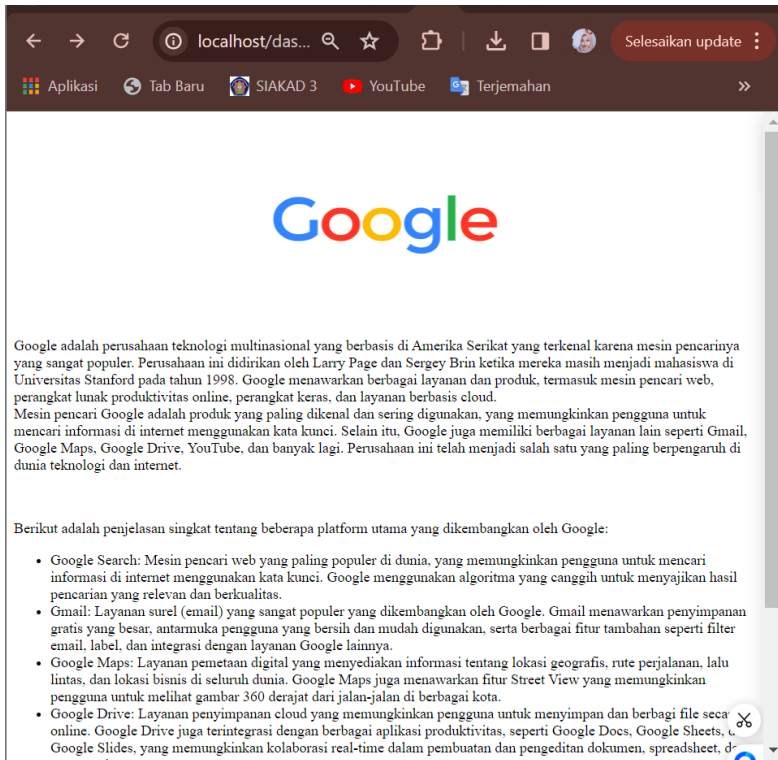 localhost/das...
Selesaikan update
Aplikasi
Tab Baru
SIAKAD 3
YouTube
Terjemahan
»
Google
Google adalah perusahaan teknologi multinasional yang berbasis di Amerika Serikat yang terkenal karena mesin pencarinya
yang sangat populer. Perusahaan ini didirikan oleh Larry Page dan Sergey Brin ketika mereka masih menjadi mahasiswa di
Universitas Stanford pada tahun 1998. Google menawarkan berbagai layanan dan produk, termasuk mesin pencari web,
perangkat lunak produktivitas online, perangkat keras, dan layanan berbasis cloud.
Mesin pencari Google adalah produk yang paling dikenal dan sering digunakan, yang memungkinkan pengguna untuk
mencari informasi di internet menggunakan kata kunci. Selain itu, Google juga memiliki berbagai layanan lain seperti Gmail,
Google Maps, Google Drive, YouTube, dan banyak lagi. Perusahaan ini telah menjadi salah satu yang paling berpengaruh di
dunia teknologi dan internet.
Berikut adalah penjelasan singkat tentang beberapa platform utama yang dikembangkan oleh Google:
• Google Search: Mesin pencari web yang paling populer di dunia, yang memungkinkan pengguna untuk mencari
informasi di internet menggunakan kata kunci. Google menggunakan algoritma yang canggih untuk menyajikan hasil
pencarian yang relevan dan berkualitas.
• Gmail: Layanan surel (email) yang sangat populer yang dikembangkan oleh Google. Gmail menawarkan penyimpanan
gratis yang besar, antarmuka pengguna yang bersih dan mudah digunakan, serta berbagai fitur tambahan seperti filter
email, label, dan integrasi dengan layanan Google lainnya.
• Google Maps: Layanan pemetaan digital yang menyediakan informasi tentang lokasi geografis, rute perjalanan, lalu
lintas, dan lokasi bisnis di seluruh dunia. Google Maps juga menawarkan fitur Street View yang memungkinkan
pengguna untuk melihat gambar 360 derajat dari jalan-jalan di berbagai kota.
• Google Drive: Layanan penyimpanan cloud yang memungkinkan pengguna untuk menyimpan dan berbagi file
online. Google Drive juga terintegrasi dengan berbagai aplikasi produktivitas, seperti Google Docs, Google Sheets,
Google Slides, yang memungkinkan kolaborasi real-time dalam pembuatan dan pengeditan dokumen, spreadsheet,